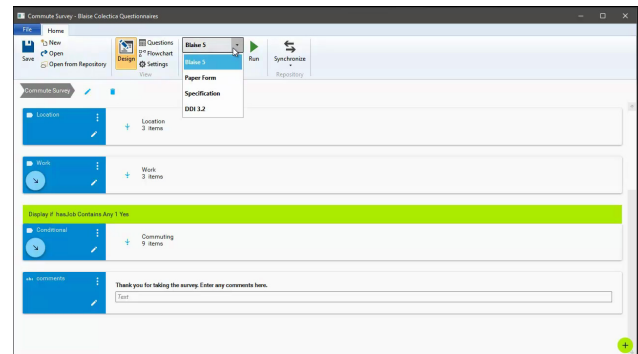 Commute Survey - Blaise Colectica Questionnaires
File Home
Save
New
Open
Open from Repository
Design
Questions
Flowchart
Settings
View
Blaise 5
Blaise 5
Paper Form
Specification
DDI 3.2
Run
Synchronize
Repository
Commute Survey
Location
Location
3 items
Work
Work
3 items
Display if hasJob Contains Any 1 Yes
Conditional
Commuting
9 items
abc comments
Thank you for taking the survey. Enter any comments here.
Text